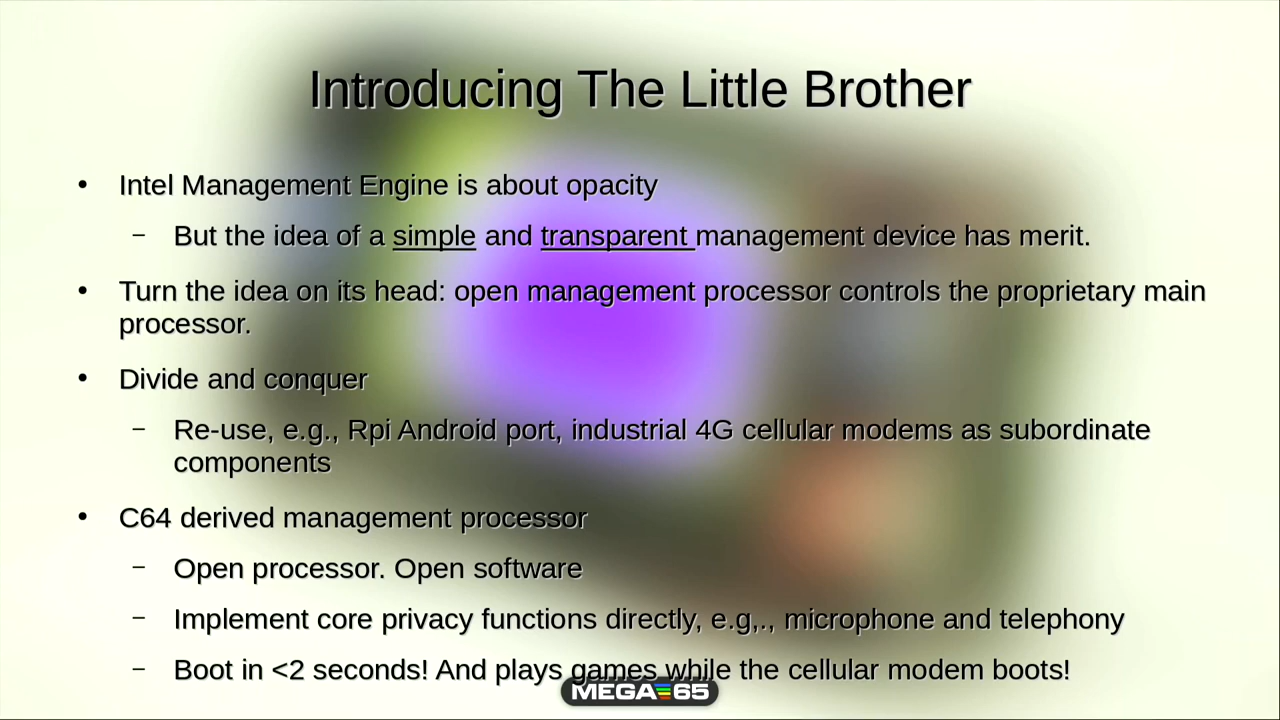 Introducing The Little Brother
• Intel Management Engine is about opacity
– But the idea of a simple and transparent management device has merit.
• Turn the idea on its head: open management processor controls the proprietary main
processor.
• Divide and conquer
– Re-use, e.g., Rpi Android port, industrial 4G cellular modems as subordinate
components
• C64 derived management processor
– Open processor. Open software
– Implement core privacy functions directly, e.g,., microphone and telephony
– Boot in <2 seconds! And plays games while the cellular modem boots!
MEGA65